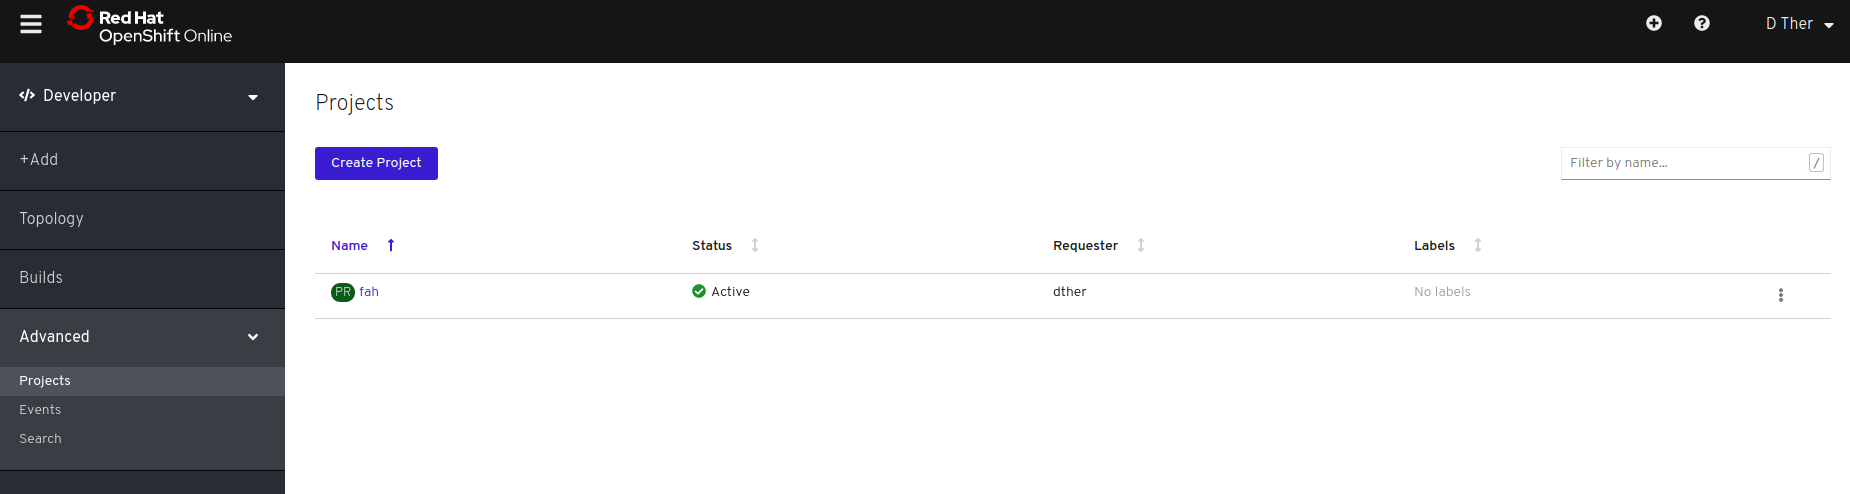 Red Hat
OpenShift Online
D Ther
Developer
+Add
Topology
Builds
Advanced
Projects
Events
Search
Projects
Create Project
Filter by name...
/
Name Status Requester Labels
PR fah Active dther No labels